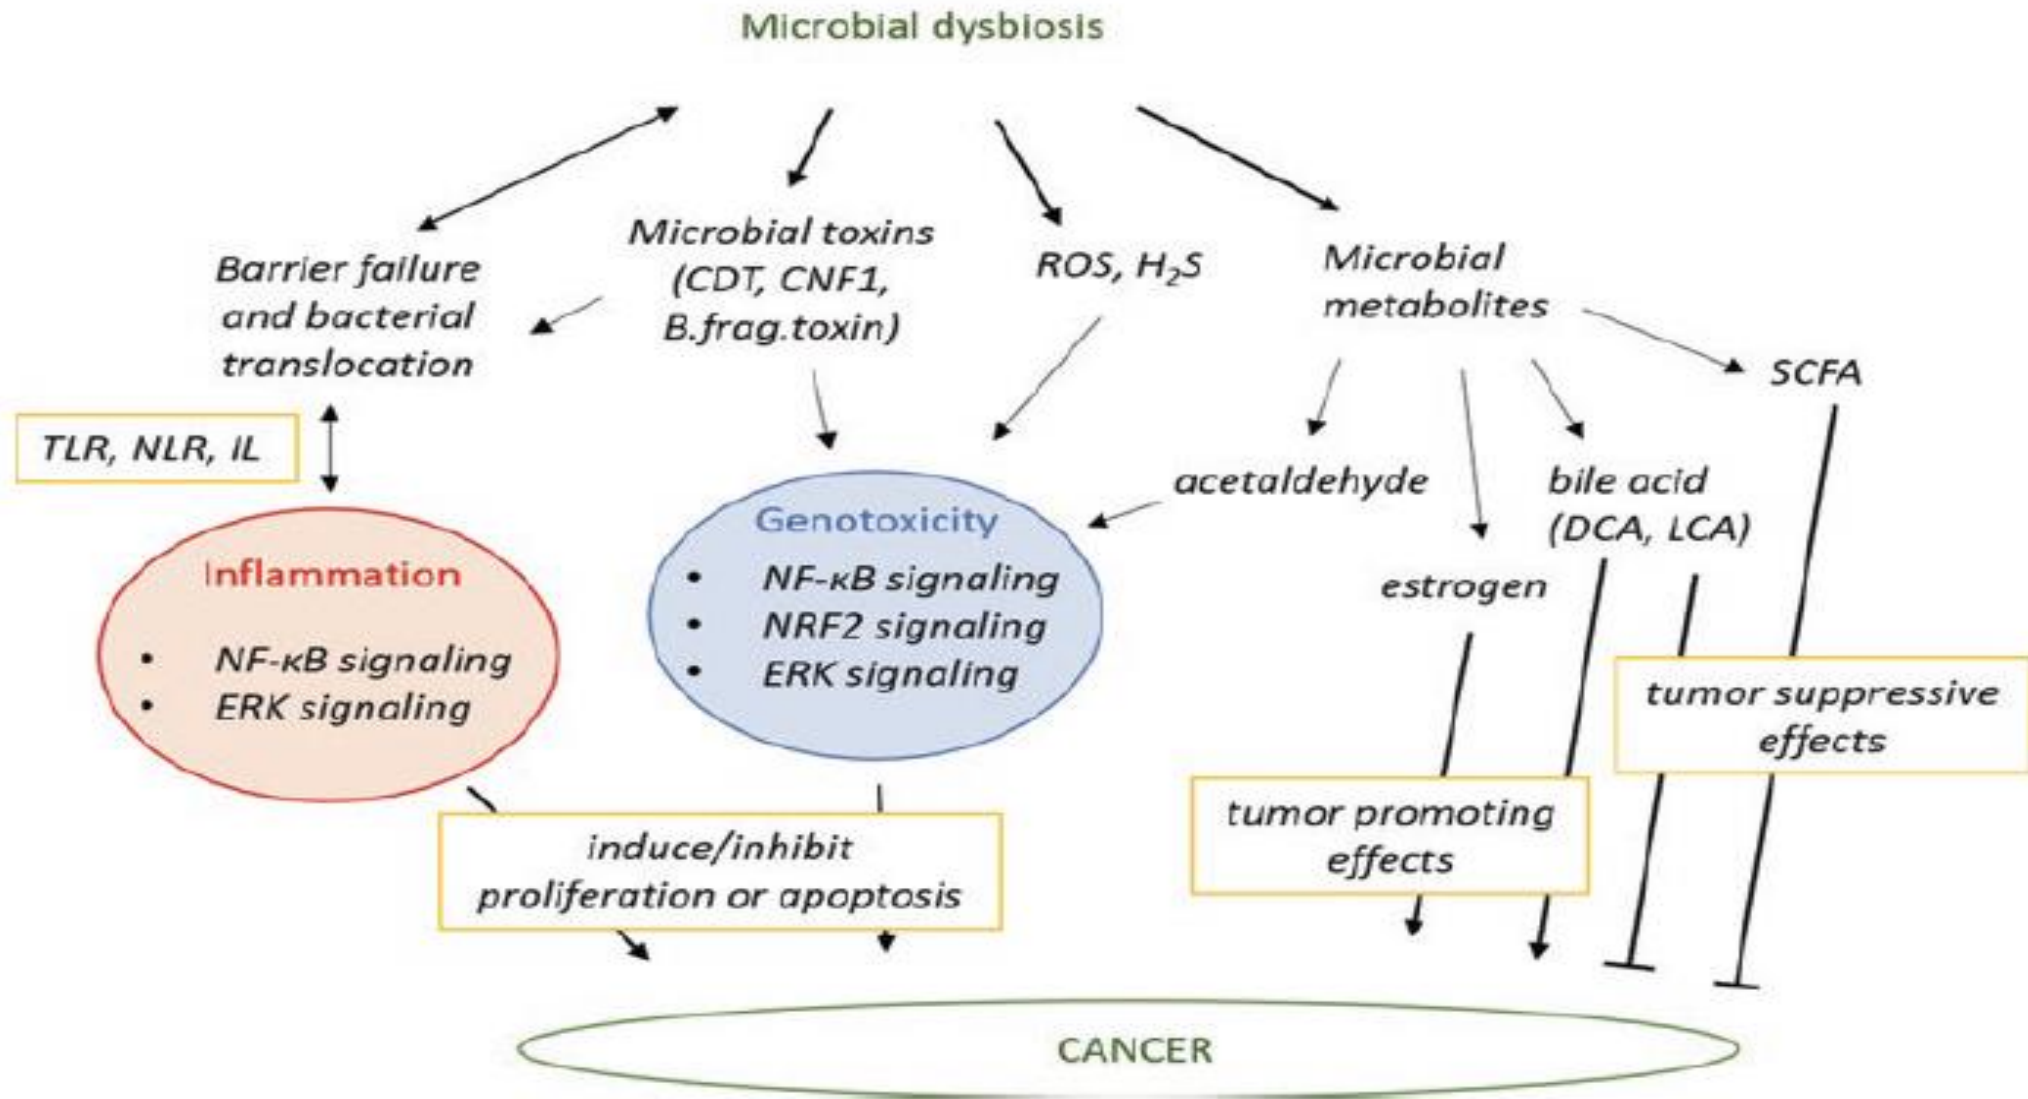 Microbial dysbiosis
Barrier failure
and bacterial
translocation
Microbial toxins
(CDT, CNF1,
B.frag.toxin)
ROS, H₂S
Microbial
metabolites
SCFA
TLR, NLR, IL
acetaldehyde
bile acid
(DCA, LCA)
estrogen
Inflammation
• NF-κB signaling
• ERK signaling
Genotoxicity
• NF-κB signaling
• NRF2 signaling
• ERK signaling
tumor suppressive
effects
tumor promoting
effects
induce/inhibit
proliferation or apoptosis
CANCER